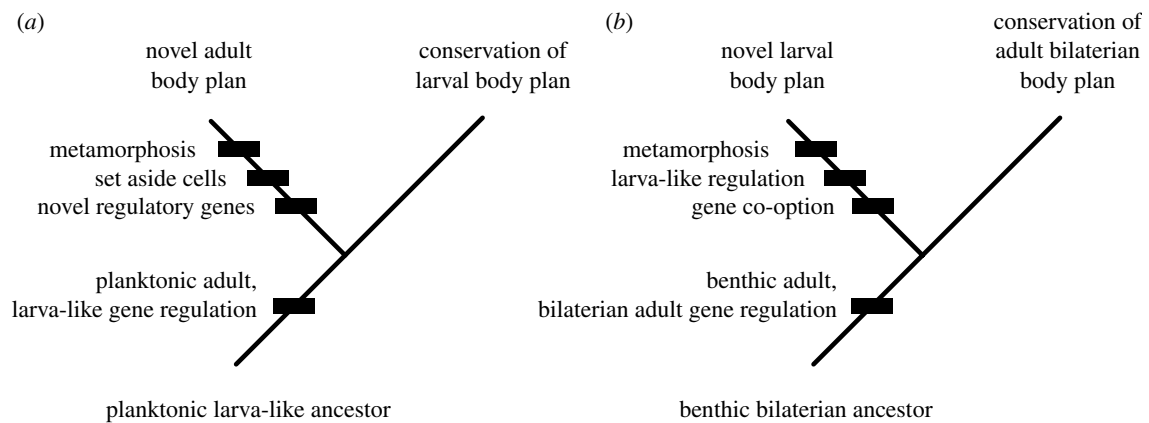 (a)
novel adult
body plan
conservation of
larval body plan
metamorphosis
set aside cells
novel regulatory genes
planktonic adult,
larva-like gene regulation
planktonic larva-like ancestor
(b)
novel larval
body plan
conservation of
adult bilaterian
body plan
metamorphosis
larva-like regulation
gene co-option
benthic adult,
bilaterian adult gene regulation
benthic bilaterian ancestor